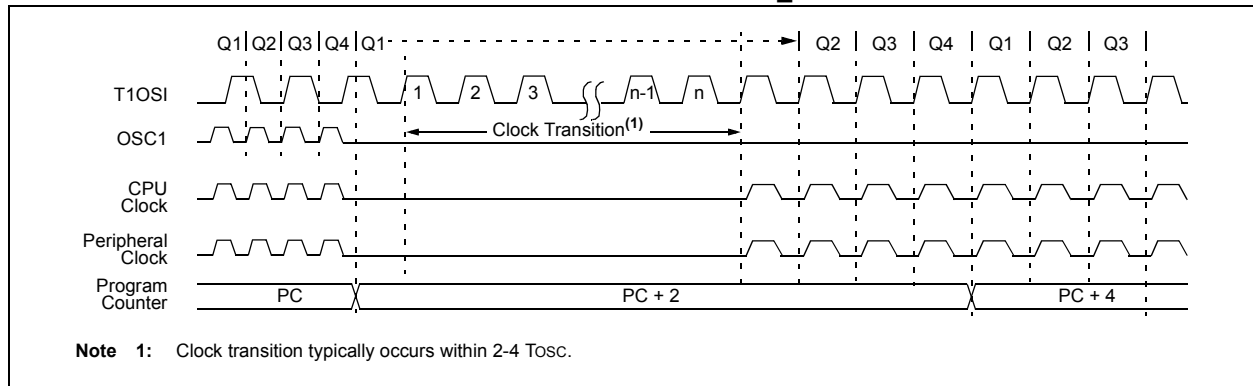 Q1 Q2 Q3 Q4 Q1 Q2 Q3 Q4 Q1 Q2 Q3
T1OSI
1 2 3 n-1 n
Clock Transition(1)
OSC1
CPU
Clock
Peripheral
Clock
Program
Counter
PC PC + 2 PC + 4
Note 1: Clock transition typically occurs within 2-4 TOSC.